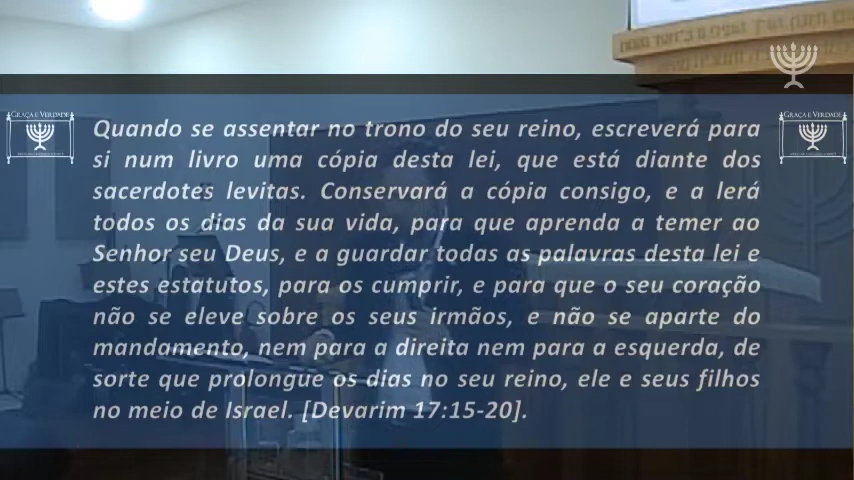 GRAÇA E VERDADE
GRAÇA E VERDADE
Quando se assentar no trono do seu reino, escreverá para
si num livro uma cópia desta lei, que está diante dos
sacerdotes levitas. Conservará a cópia consigo, e a lerá
todos os dias da sua vida, para que aprenda a temer ao
Senhor seu Deus, e a guardar todas as palavras desta lei e
estes estatutos, para os cumprir, e para que o seu coração
não se eleve sobre os seus irmãos, e não se aparte do
mandamento, nem para a direita nem para a esquerda, de
sorte que prolongue os dias no seu reino, ele e seus filhos
no meio de Israel. [Devarim 17:15-20].